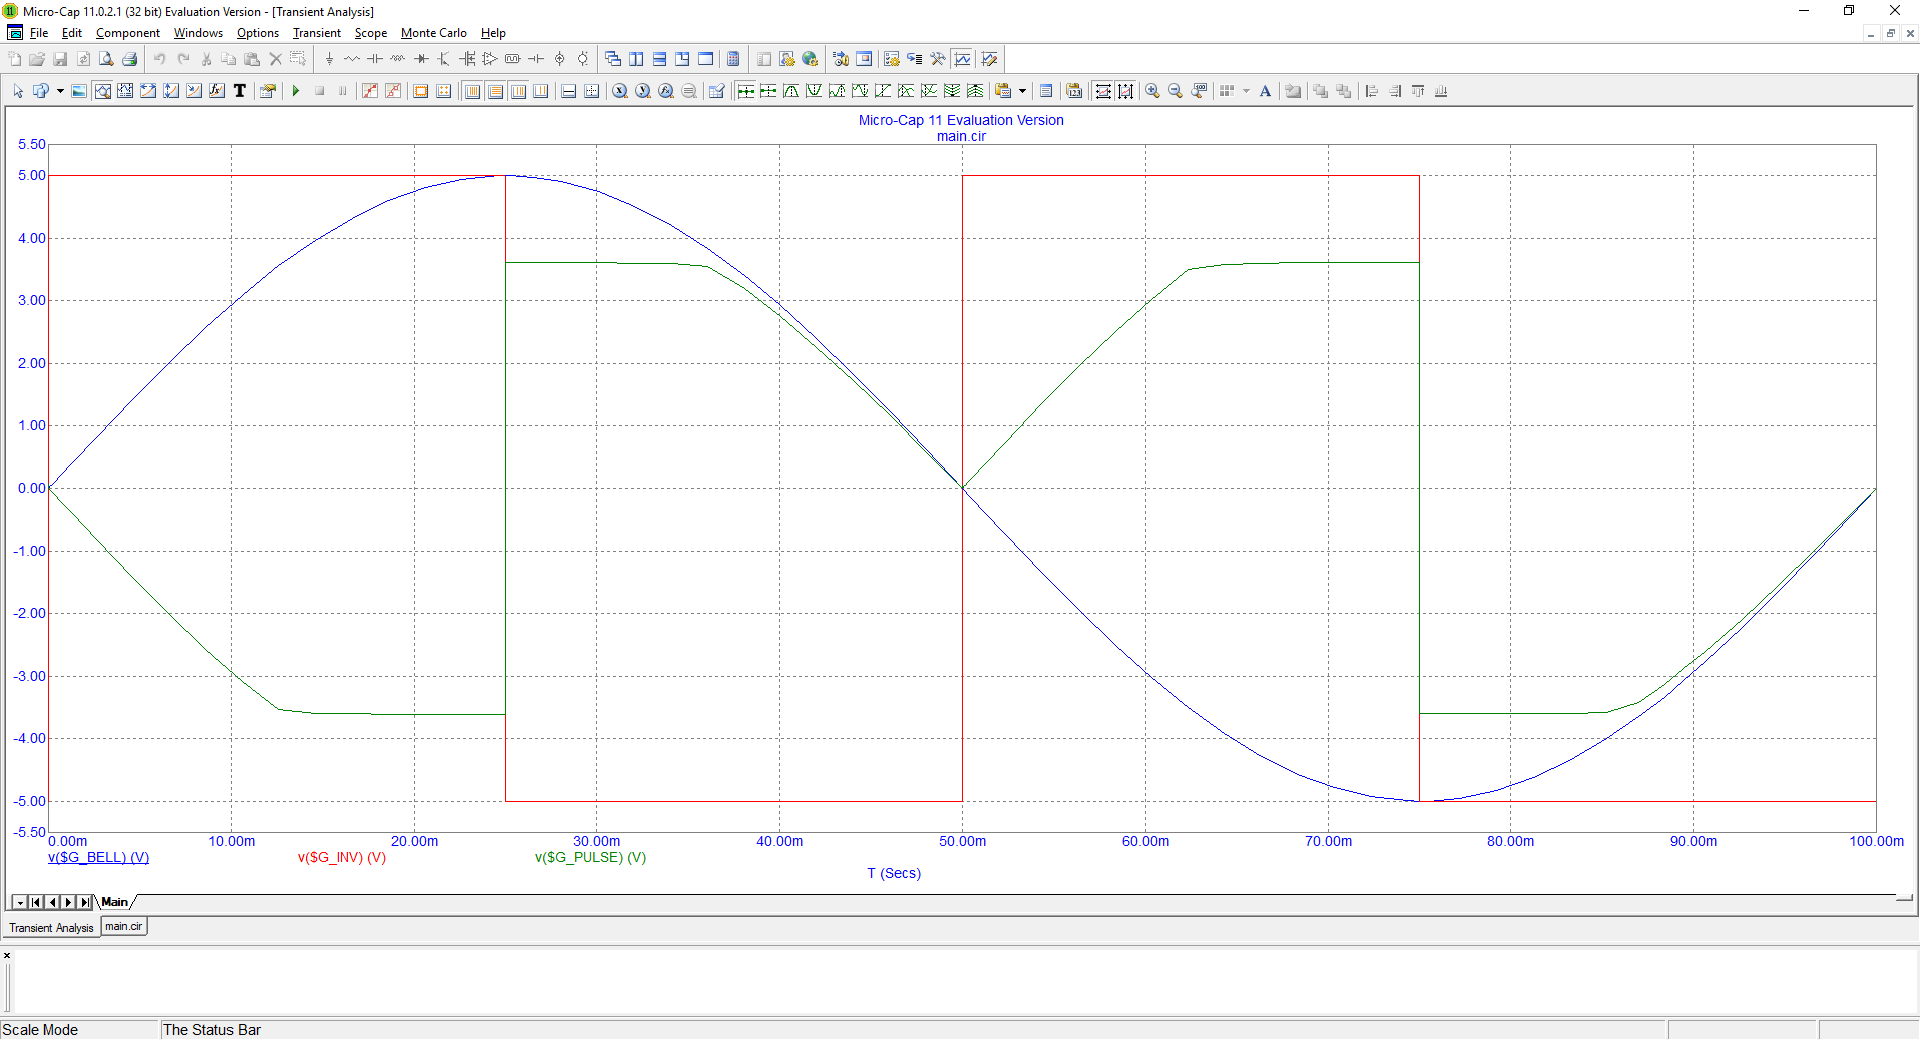 Micro-Cap 11.0.2.1 (32 bit) Evaluation Version - [Transient Analysis]
File Edit Component Windows Options Transient Scope Monte Carlo Help
Micro-Cap 11 Evaluation Version
main.cir
5.50
5.00
4.00
3.00
2.00
1.00
0.00
-1.00
-2.00
-3.00
-4.00
-5.00
-5.50
0.00m 10.00m 20.00m 30.00m 40.00m 50.00m 60.00m 70.00m 80.00m 90.00m 100.00m
v($G_BELL) (V) v($G_INV) (V) v($G_PULSE) (V)
T (Secs)
Main
Transient Analysis main.cir
Scale Mode The Status Bar